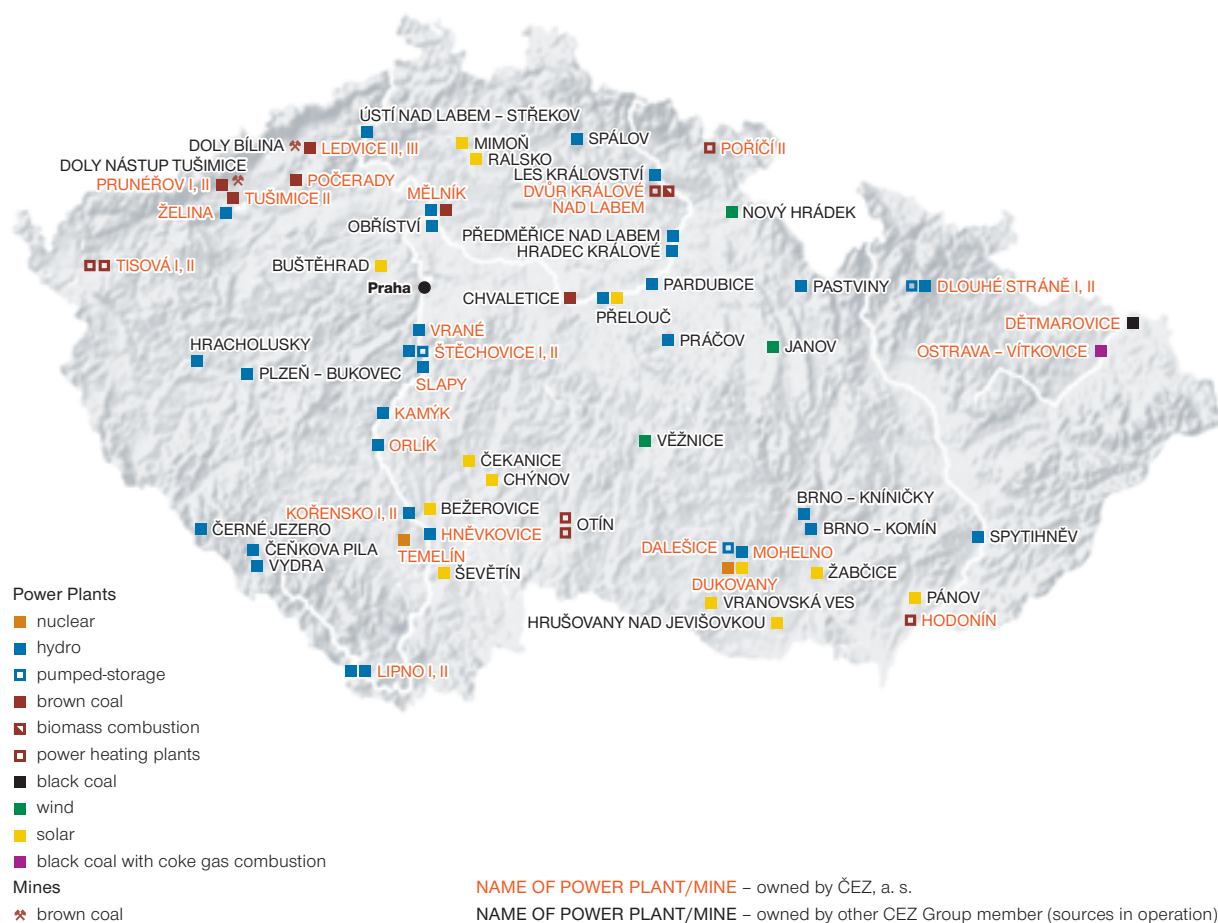 ÚSTÍ NAD LABEM – STŘEKOV
DOLY BÍLINA
LEDVICE II, III
MIMOŇ
SPÁLOV
RALSKO
POŘÍČÍ II
DOLY NÁSTUP TUŠIMICE
PRUNÉŘOV I, II
POČERADY
LES KRÁLOVSTVÍ
TUŠIMICE II
MĚLNÍK
DVŮR KRÁLOVÉ
NAD LABEM
ŽELINA
NOVÝ HRÁDEK
OBŘÍSTVÍ
PŘEDMĚŘICE NAD LABEM
HRADEC KRÁLOVÉ
TISOVÁ I, II
BUŠTĚHRAD
Praha
CHVALETICE
PARDUBICE
PASTVINY
DLOUHÉ STRÁNĚ I, II
PŘELOUČ
DĚTMAROVICE
VRANÉ
PRÁČOV
JANOV
OSTRAVA – VÍTKOVICE
HRACHOLUSKY
ŠTĚCHOVICE I, II
PLZEŇ – BUKOVEC
SLAPY
KAMÝK
ORLÍK
VĚŽNICE
ČEKANICE
CHÝNOV
KOŘENSKO I, II
BEŽEROVICE
OTÍN
BRNO – KNÍNIČKY
ČERNÉ JEZERO
HNĚVKOVICE
BRNO – KOMÍN
SPYTIHNĚV
ČEŇKOVA PILA
TEMELÍN
DALEŠICE
MOHELNO
VYDRA
ŠEVĚTÍN
DUKOVANY
ŽABČICE
VRANOVSKÁ VES
PÁNOV
HRUŠOVANY NAD JEVIŠOVKOU
HODONÍN
LIPNO I, II
Power Plants
nuclear
hydro
pumped-storage
brown coal
biomass combustion
power heating plants
black coal
wind
solar
black coal with coke gas combustion
Mines
brown coal
NAME OF POWER PLANT/MINE – owned by ČEZ, a. s.
NAME OF POWER PLANT/MINE – owned by other CEZ Group member (sources in operation)